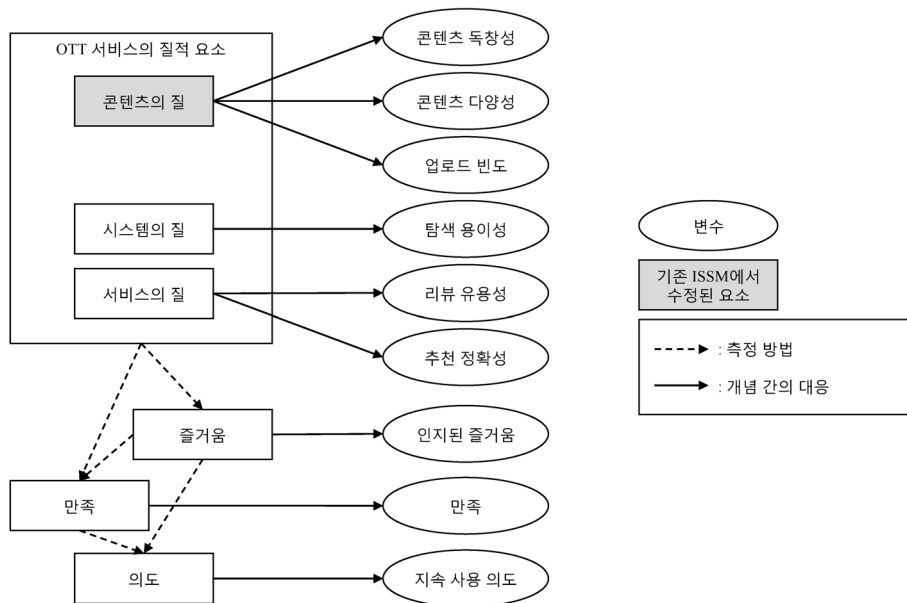 OTT 서비스의 질적 요소
콘텐츠의 질
시스템의 질
서비스의 질
즐거움
만족
의도
콘텐츠 독창성
콘텐츠 다양성
업로드 빈도
탐색 용이성
리뷰 유용성
추천 정확성
인지된 즐거움
만족
지속 사용 의도
변수
기존 ISSM에서
수정된 요소
: 측정 방법
: 개념 간의 대응